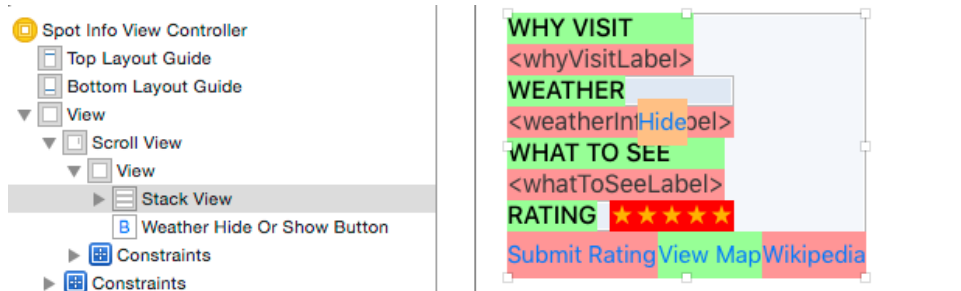 Spot Info View Controller
Top Layout Guide
Bottom Layout Guide
View
Scroll View
View
Stack View
B Weather Hide Or Show Button
Constraints
Constraints
WHY VISIT
<whyVisitLabel>
WEATHER
<weatherInf Hide bel>
WHAT TO SEE
<whatToSeeLabel>
RATING ★★★★★
Submit Rating View Map Wikipedia